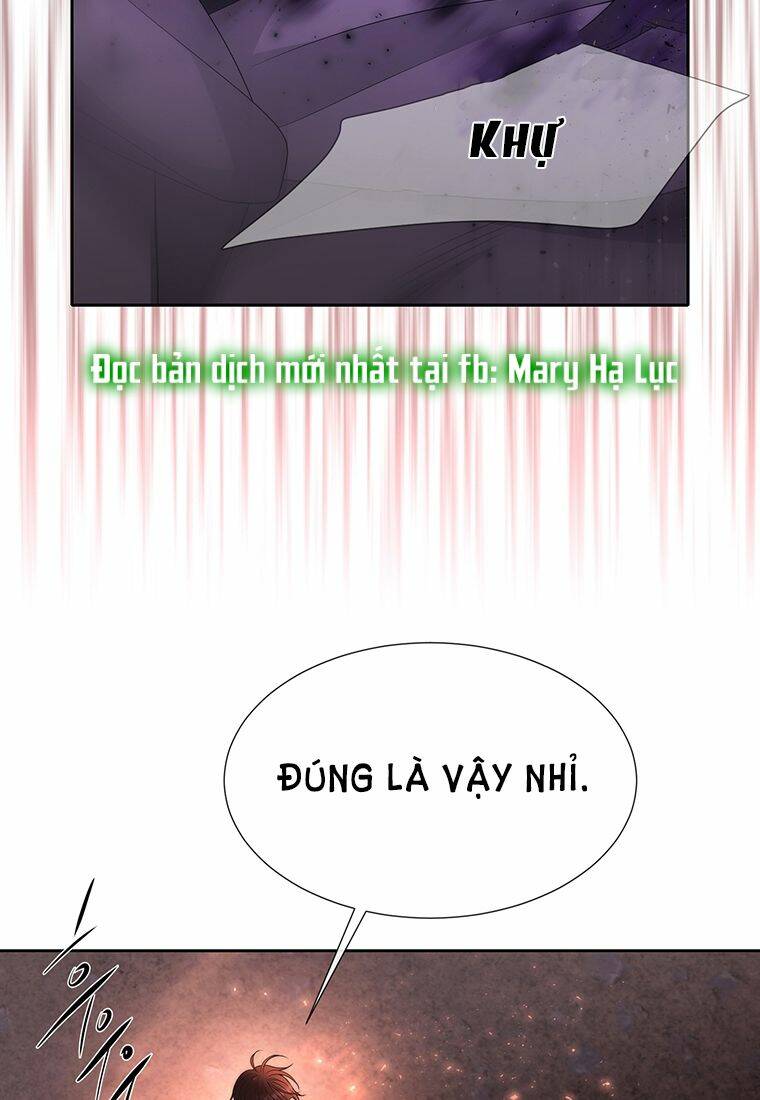 KHỰ
Đọc bản dịch mới nhất tại fb: Mary Hạ Lục
ĐÚNG LÀ VẬY NHỈ.